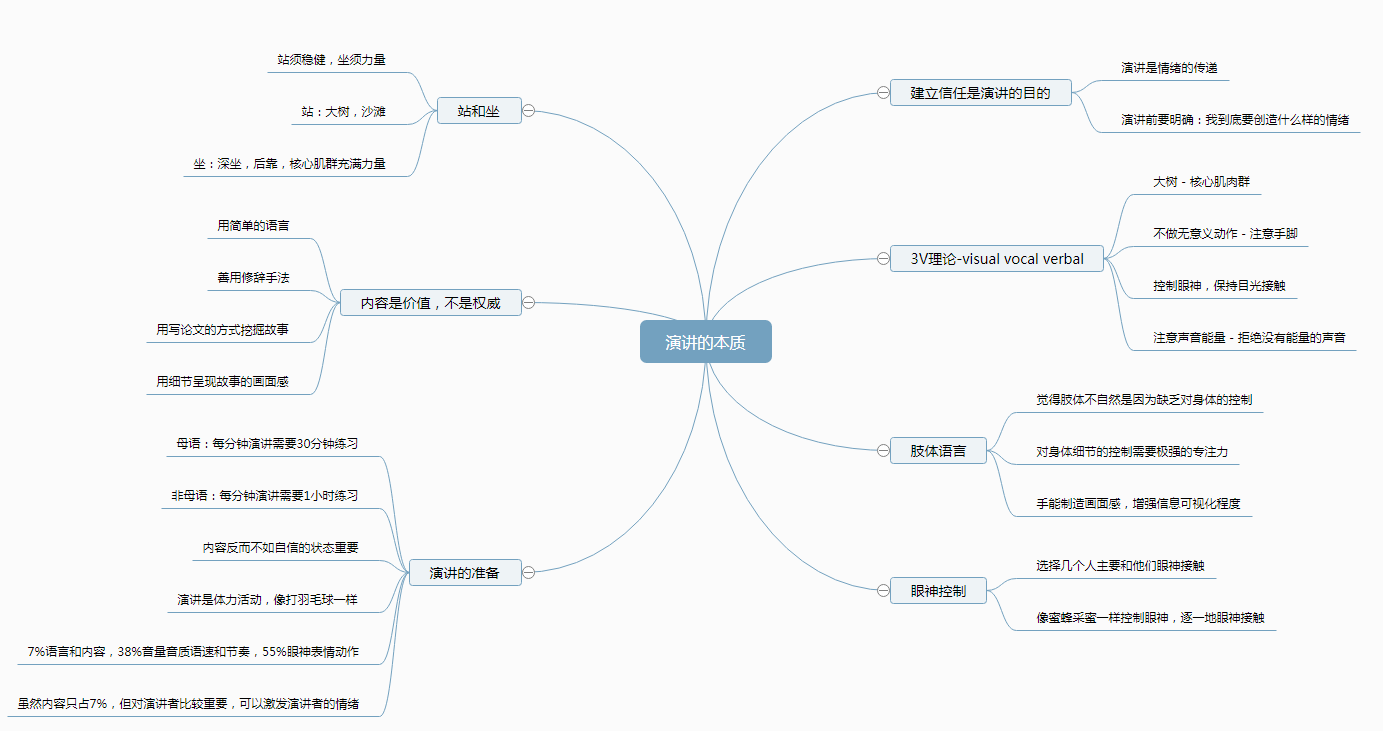 演讲的本质
建立信任是演讲的目的
演讲是情绪的传递
演讲前要明确：我到底要创造什么样的情绪
3V理论-visual vocal verbal
大树 - 核心肌肉群
不做无意义动作 - 注意手脚
控制眼神，保持目光接触
注意声音能量 - 拒绝没有能量的声音
肢体语言
觉得肢体不自然是因为缺乏对身体的控制
对身体细节的控制需要极强的专注力
手能制造画面感，增强信息可视化程度
眼神控制
选择几个人主要和他们眼神接触
像蜜蜂采蜜一样控制眼神，逐一地眼神接触
站和坐
站须稳健，坐须力量
站：大树，沙滩
坐：深坐，后靠，核心肌群充满力量
内容是价值，不是权威
用简单的语言
善用修辞手法
用写论文的方式挖掘故事
用细节呈现故事的画面感
演讲的准备
母语：每分钟演讲需要30分钟练习
非母语：每分钟演讲需要1小时练习
内容反而不如自信的状态重要
演讲是体力活动，像打羽毛球一样
7%语言和内容，38%音量音质语速和节奏，55%眼神表情动作
虽然内容只占7%，但对演讲者比较重要，可以激发演讲者的情绪